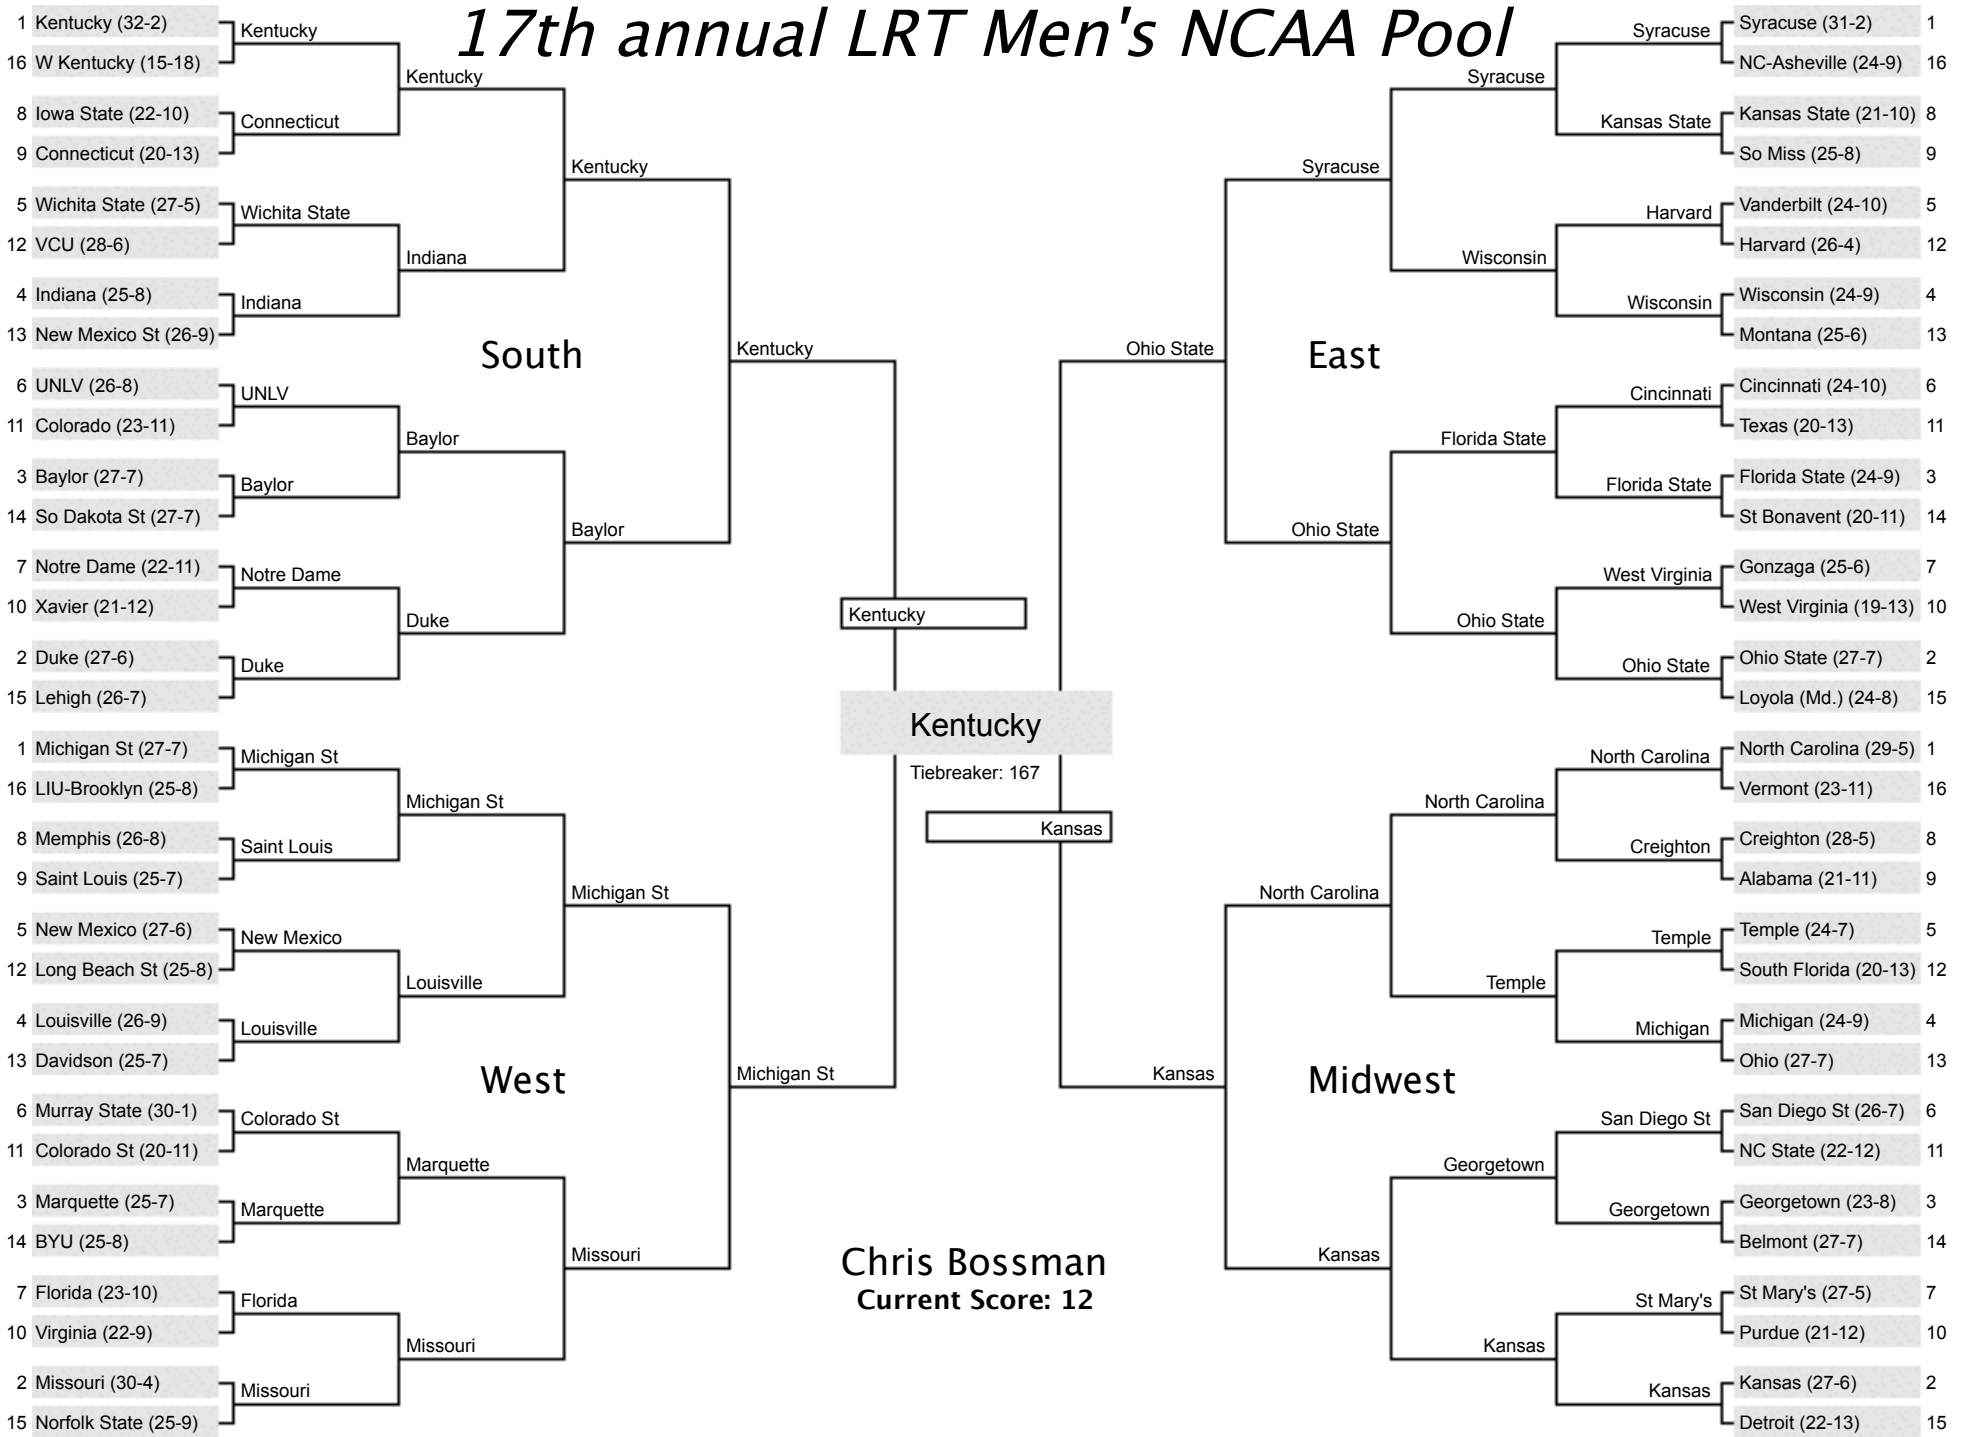 17th annual LRT Men's NCAA Pool
1 Kentucky (32-2)
Kentucky
16 W Kentucky (15-18)
Kentucky
8 Iowa State (22-10)
Connecticut
9 Connecticut (20-13)
Kentucky
5 Wichita State (27-5)
Wichita State
12 VCU (28-6)
Indiana
4 Indiana (25-8)
Indiana
13 New Mexico St (26-9)
South
Kentucky
6 UNLV (26-8)
UNLV
11 Colorado (23-11)
Baylor
3 Baylor (27-7)
Baylor
14 So Dakota St (27-7)
Baylor
7 Notre Dame (22-11)
Notre Dame
10 Xavier (21-12)
Duke
2 Duke (27-6)
Duke
15 Lehigh (26-7)
1 Michigan St (27-7)
Michigan St
16 LIU-Brooklyn (25-8)
Michigan St
8 Memphis (26-8)
Saint Louis
9 Saint Louis (25-7)
Michigan St
5 New Mexico (27-6)
New Mexico
12 Long Beach St (25-8)
Louisville
4 Louisville (26-9)
Louisville
13 Davidson (25-7)
West
Michigan St
6 Murray State (30-1)
Colorado St
11 Colorado St (20-11)
Marquette
3 Marquette (25-7)
Marquette
14 BYU (25-8)
Missouri
7 Florida (23-10)
Florida
10 Virginia (22-9)
Missouri
2 Missouri (30-4)
Missouri
15 Norfolk State (25-9)
Kentucky
Kentucky
Tiebreaker: 167
Kansas
Chris Bossman
Current Score: 12
Syracuse (31-2) 1
Syracuse
NC-Asheville (24-9) 16
Syracuse
Kansas State (21-10) 8
Kansas State
So Miss (25-8) 9
Syracuse
Vanderbilt (24-10) 5
Harvard
Harvard (26-4) 12
Wisconsin
Wisconsin (24-9) 4
Wisconsin
Montana (25-6) 13
Ohio State
East
Cincinnati (24-10) 6
Cincinnati
Texas (20-13) 11
Florida State
Florida State (24-9) 3
Florida State
St Bonavent (20-11) 14
Ohio State
Gonzaga (25-6) 7
West Virginia
West Virginia (19-13) 10
Ohio State
Ohio State (27-7) 2
Ohio State
Loyola (Md.) (24-8) 15
North Carolina (29-5) 1
North Carolina
Vermont (23-11) 16
North Carolina
Creighton (28-5) 8
Creighton
Alabama (21-11) 9
North Carolina
Temple (24-7) 5
Temple
South Florida (20-13) 12
Temple
Michigan (24-9) 4
Michigan
Ohio (27-7) 13
Kansas
Midwest
San Diego St (26-7) 6
San Diego St
NC State (22-12) 11
Georgetown
Georgetown (23-8) 3
Georgetown
Belmont (27-7) 14
Kansas
St Mary's (27-5) 7
St Mary's
Purdue (21-12) 10
Kansas
Kansas (27-6) 2
Kansas
Detroit (22-13) 15